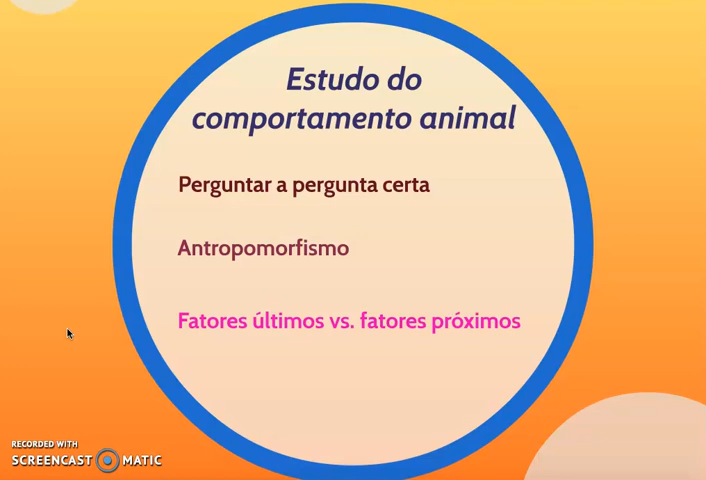 Estudo do
comportamento animal
Perguntar a pergunta certa
Antropomorfismo
Fatores últimos vs. fatores próximos
RECORDED WITH
SCREENCAST MATIC